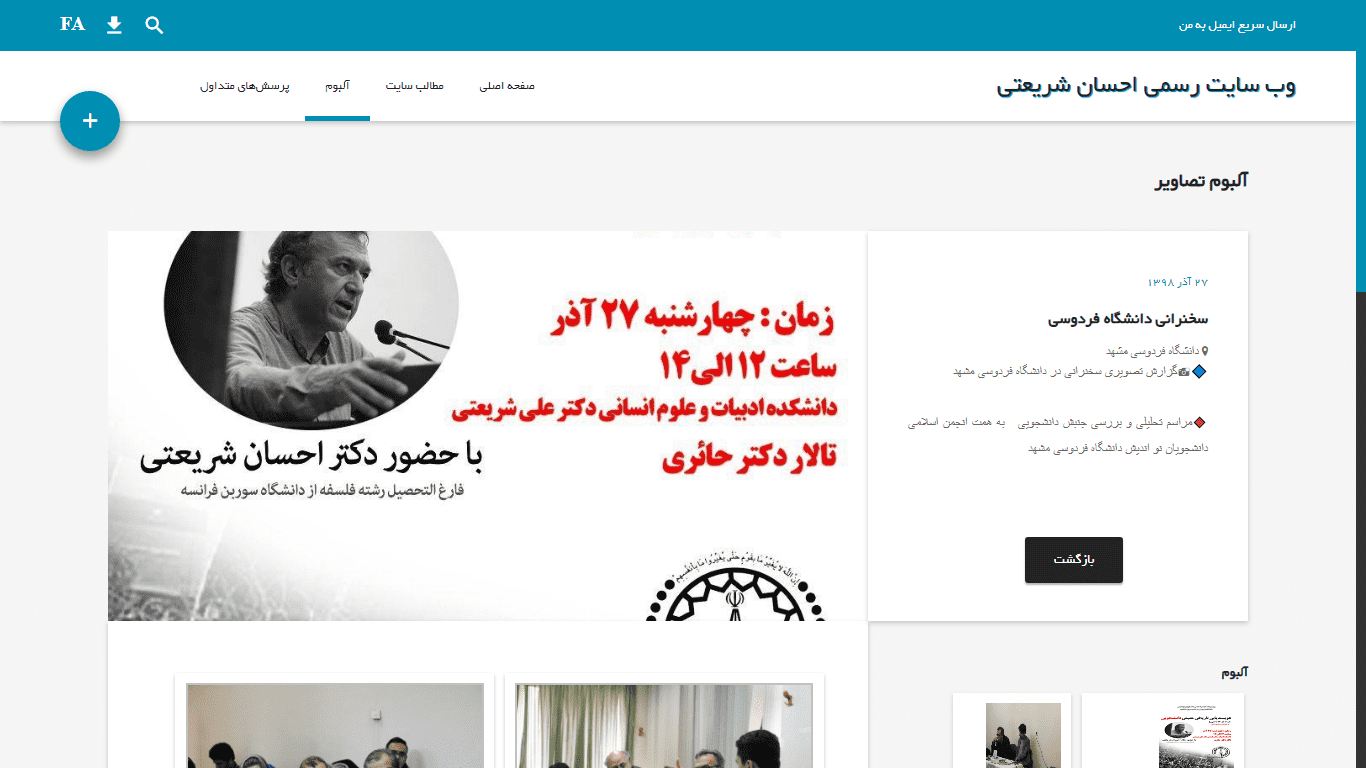 FA
ارسال سریع ایمیل به من
وب سایت رسمی احسان شریعتی
صفحه اصلی
مطالب سایت
آلبوم
پرسش‌های متداول
+
آلبوم تصاویر
۲۷ آذر ۱۳۹۸
سخنرانی دانشگاه فردوسی
دانشگاه فردوسی مشهد
گزارش تصویری سخنرانی در دانشگاه فردوسی مشهد
مراسم تحلیلی و بررسی جنبش دانشجویی به همت انجمن اسلامی
دانشجویان نو اندیش دانشگاه فردوسی مشهد
بازگشت
زمان : چهارشنبه ۲۷ آذر
ساعت ۱۲ الی ۱۴
دانشکده ادبیات و علوم انسانی دکتر علی شریعتی
تالار دکتر حائری
با حضور دکتر احسان شریعتی
فارغ التحصیل رشته فلسفه از دانشگاه سوربن فرانسه
إِنَّ اللَّهَ لَا يُغَيِّرُ مَا بِقَوْمٍ حَتَّىٰ يُغَيِّرُوا مَا بِأَنفُسِهِمْ
آلبوم